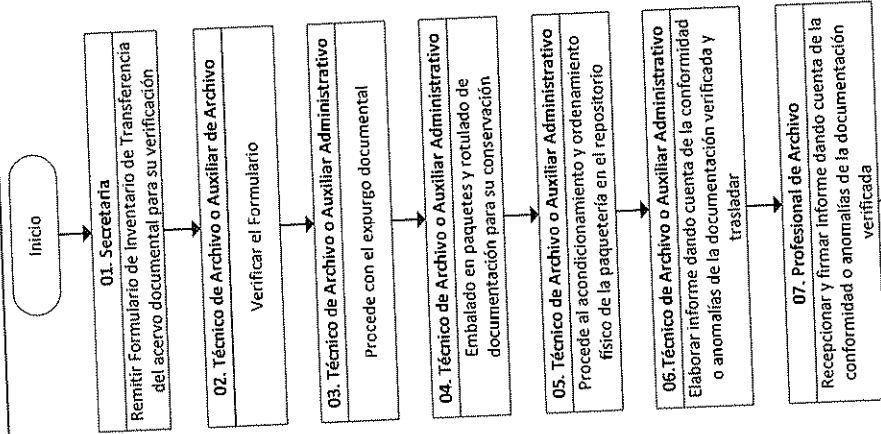 Inicio
01. Secretaria
Remitir Formulario de Inventario de Transferencia
del acervo documental para su verificación
02. Técnico de Archivo o Auxiliar de Archivo
Verificar el Formulario
03. Técnico de Archivo o Auxiliar Administrativo
Procede con el expurgo documental
04. Técnico de Archivo o Auxiliar Administrativo
Embalado en paquetes y rotulado de
documentación para su conservación
05. Técnico de Archivo o Auxiliar Administrativo
Procede al acondicionamiento y ordenamiento
físico de la paquetería en el repositorio
06.Técnico de Archivo o Auxiliar Administrativo
Elaborar informe dando cuenta de la conformidad
o anomalías de la documentación verificada y
trasladar
07. Profesional de Archivo
Recepcionar y firmar informe dando cuenta de la
conformidad o anomalías de la documentación
verificada